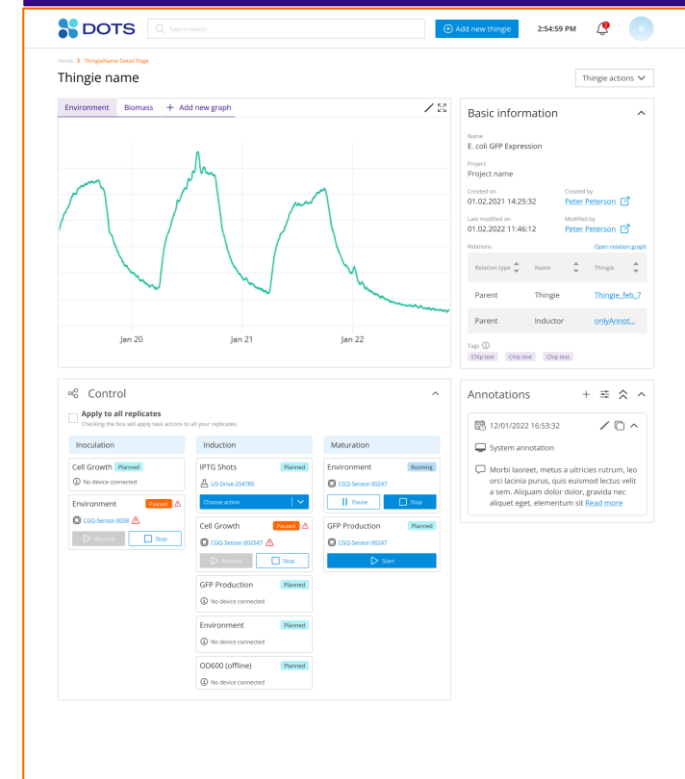 DOTS
Type to search
Add new thingie
2:54:59 PM
2
D
Home > ThingieName Detail Page
Thingie name
Thingie actions
Environment Biomass + Add new graph
Jan 20 Jan 21 Jan 22
Basic information
Name
E. coli GFP Expression
Project
Project name
Created on Created by
01.02.2021 14:25:32 Peter Peterson
Last modified on Modified by
01.02.2022 11:46:12 Peter Peterson
Relations Open relation graph
Relation type Name Thingie
Parent Thingie Thingie_feb_7
Parent Inductor onlyAnnot...
Tags
Chip text Chip text Chip text
Control
Apply to all replicates
Checking the box will apply task actions to all your replicates.
Inoculation
Cell Growth Planned
No device connected
Environment Paused
CGQ-Sensor-0058
Resume Stop
Induction
IPTG Shots Planned
LIS-Drive-254785
Choose action
Cell Growth Paused
CGQ-Sensor-002547
Resume Stop
GFP Production Planned
No device connected
Environment Planned
No device connected
OD600 (offline) Planned
No device connected
Maturation
Environment Running
CGQ-Sensor-00247
Pause Stop
GFP Production Planned
CGQ-Sensor-00247
Start
Annotations
12/01/2022 16:53:32
System annotation
Morbi laoreet, metus a ultricies rutrum, leo
orci lacinia purus, quis euismod lectus velit
a sem. Aliquam dolor dolor, gravida nec
aliquet eget, elementum sit Read more